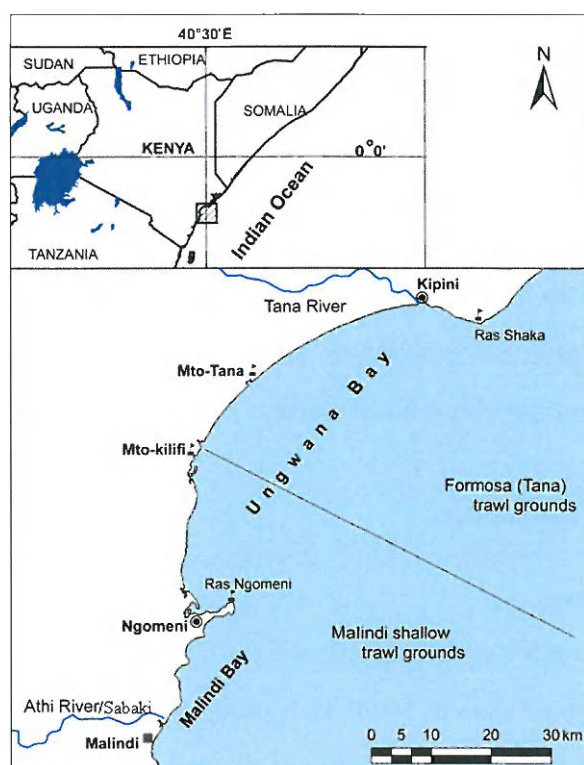 40°30'E
SUDAN
ETHIOPIA
N
UGANDA
SOMALIA
KENYA
0°0'
Indian Ocean
TANZANIA
Kipini
Tana River
Ras Shaka
Mto-Tana
Ungwana Bay
Mto-kilifi
Formosa (Tana)
trawl grounds
Ras Ngomeni
Ngomeni
Malindi shallow
trawl grounds
Malindi Bay
Athi River/Sabaki
Malindi
0 5 10 20 30 km